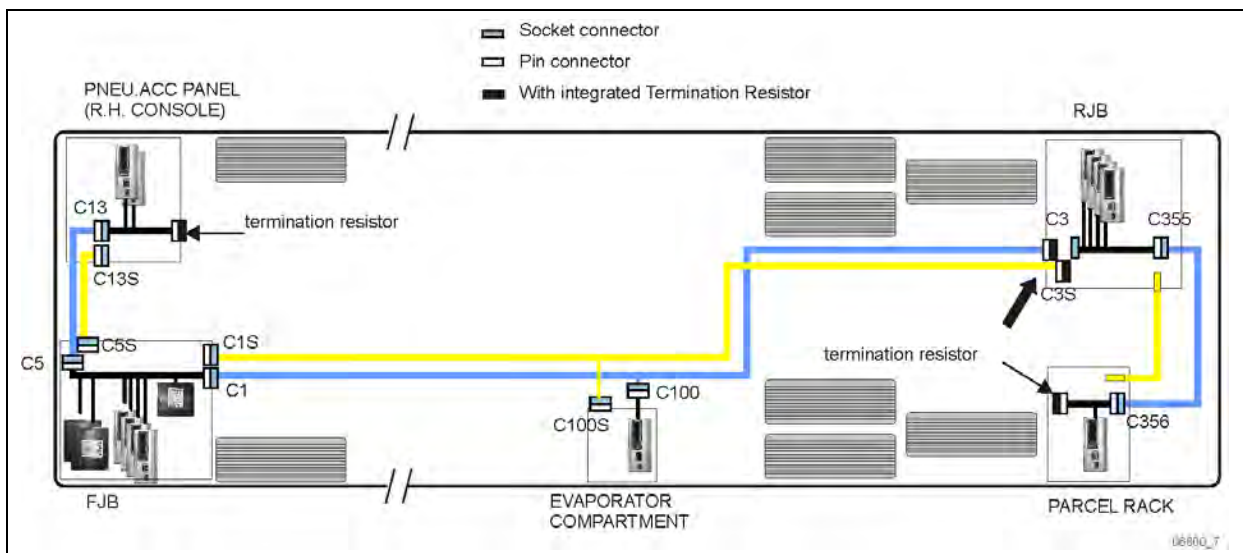 Socket connector
Pin connector
With integrated Termination Resistor
PNEU.ACC PANEL
(R.H. CONSOLE)
RJB
C13
termination resistor
C3
C355
C13S
C3S
C5
C5S
C1S
termination resistor
C1
C100
C100S
C356
FJB
EVAPORATOR
COMPARTMENT
PARCEL RACK
06660_7